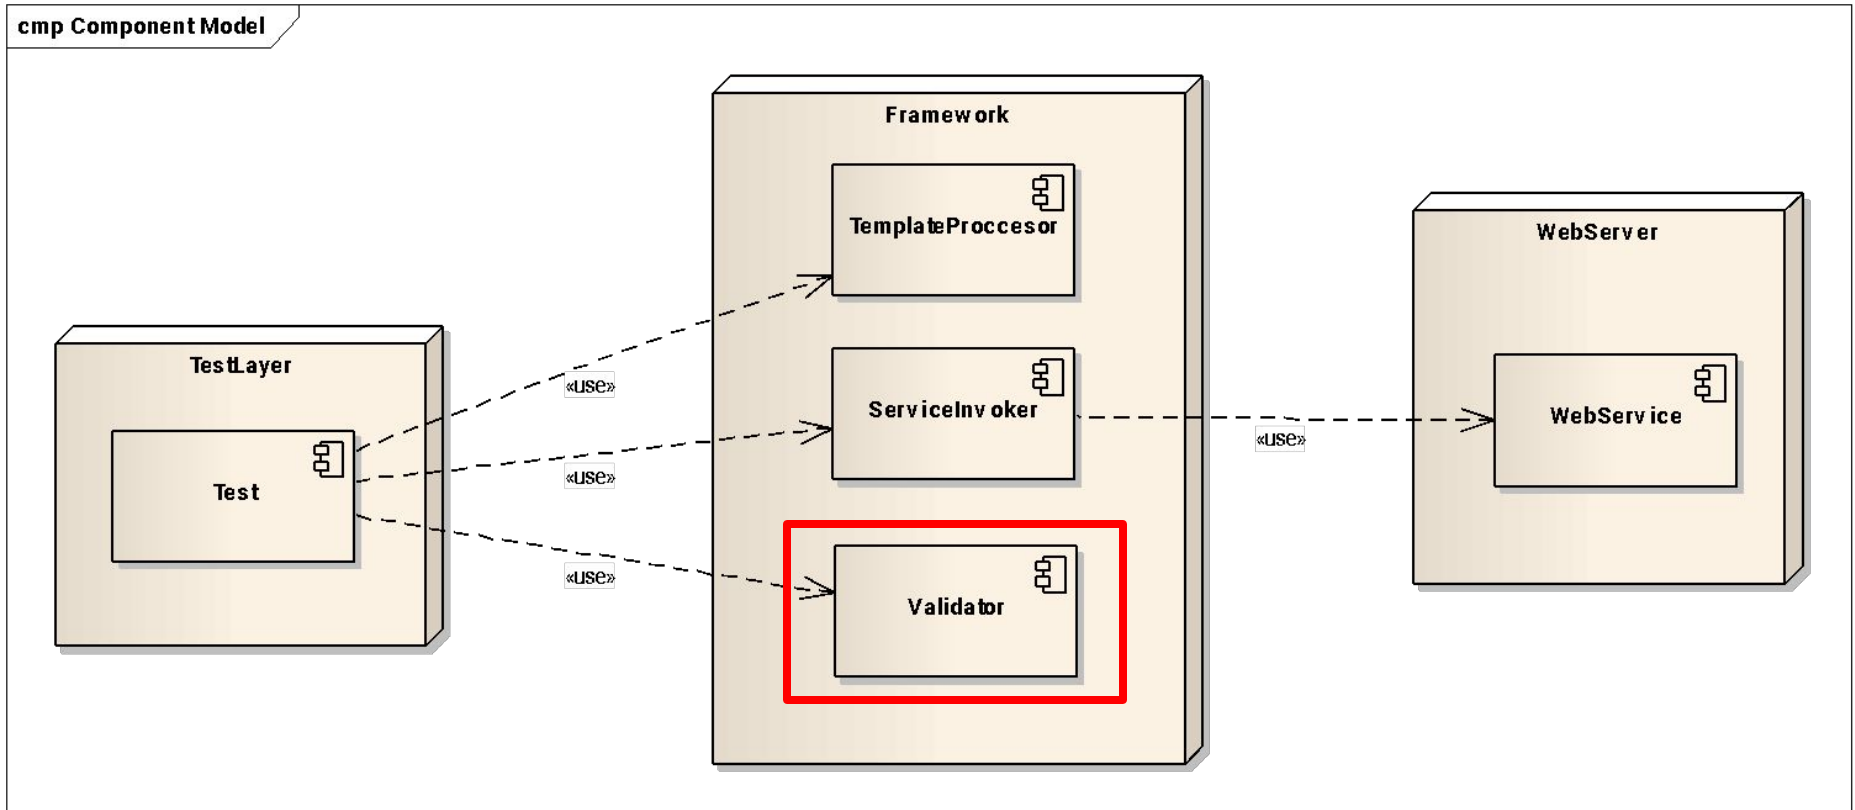 cmp Component Model
Framework
TemplateProccesor
WebServer
TestLayer
«use»
ServiceInvoker
WebService
«use»
«use»
Test
Validator
«use»